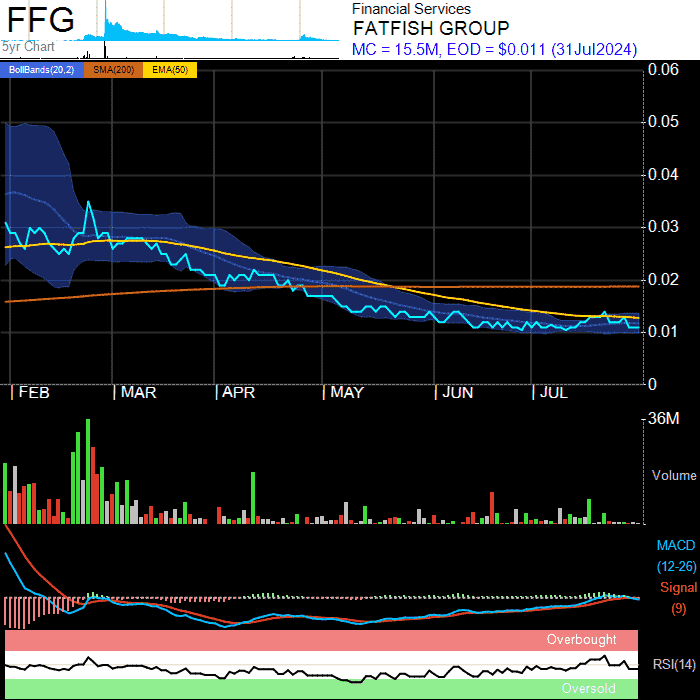 FFG
5yr Chart
Financial Services
FATFISH GROUP
MC = 15.5M, EOD = $0.011 (31Jul2024)
BollBands(20,2) SMA(200) EMA(50)
0.06
0.05
0.04
0.03
0.02
0.01
0
FEB MAR APR MAY JUN JUL
36M
Volume
MACD
(12-26)
Signal
(9)
Overbought
RSI(14)
Oversold